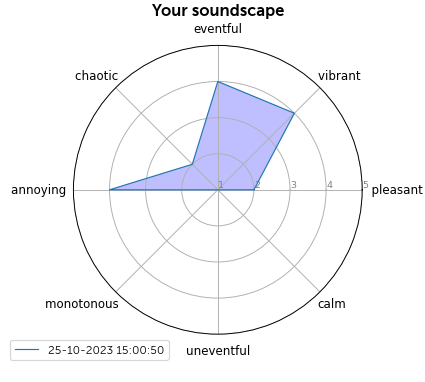 Your soundscape
eventful
chaotic
vibrant
annoying
1 2 3 4 5
pleasant
monotonous
calm
uneventful
25-10-2023 15:00:50